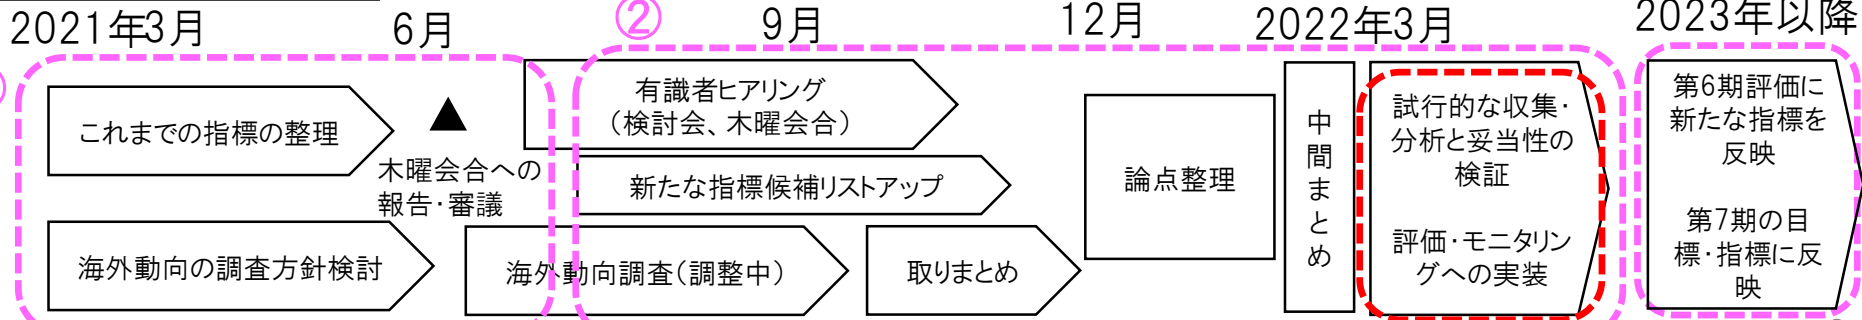 2021年3月
6月
②
9月
12月
2022年3月
2023年以降
これまでの指標の整理
木曜会合への
報告・審議
海外動向の調査方針検討
有識者ヒアリング
（検討会、木曜会合）
新たな指標候補リストアップ
海外動向調査（調整中）
取りまとめ
論点整理
中間まとめ
試行的な収集・
分析と妥当性の
検証
評価・モニタリン
グへの実装
第6期評価に
新たな指標を
反映
第7期の目
標・指標に反
映